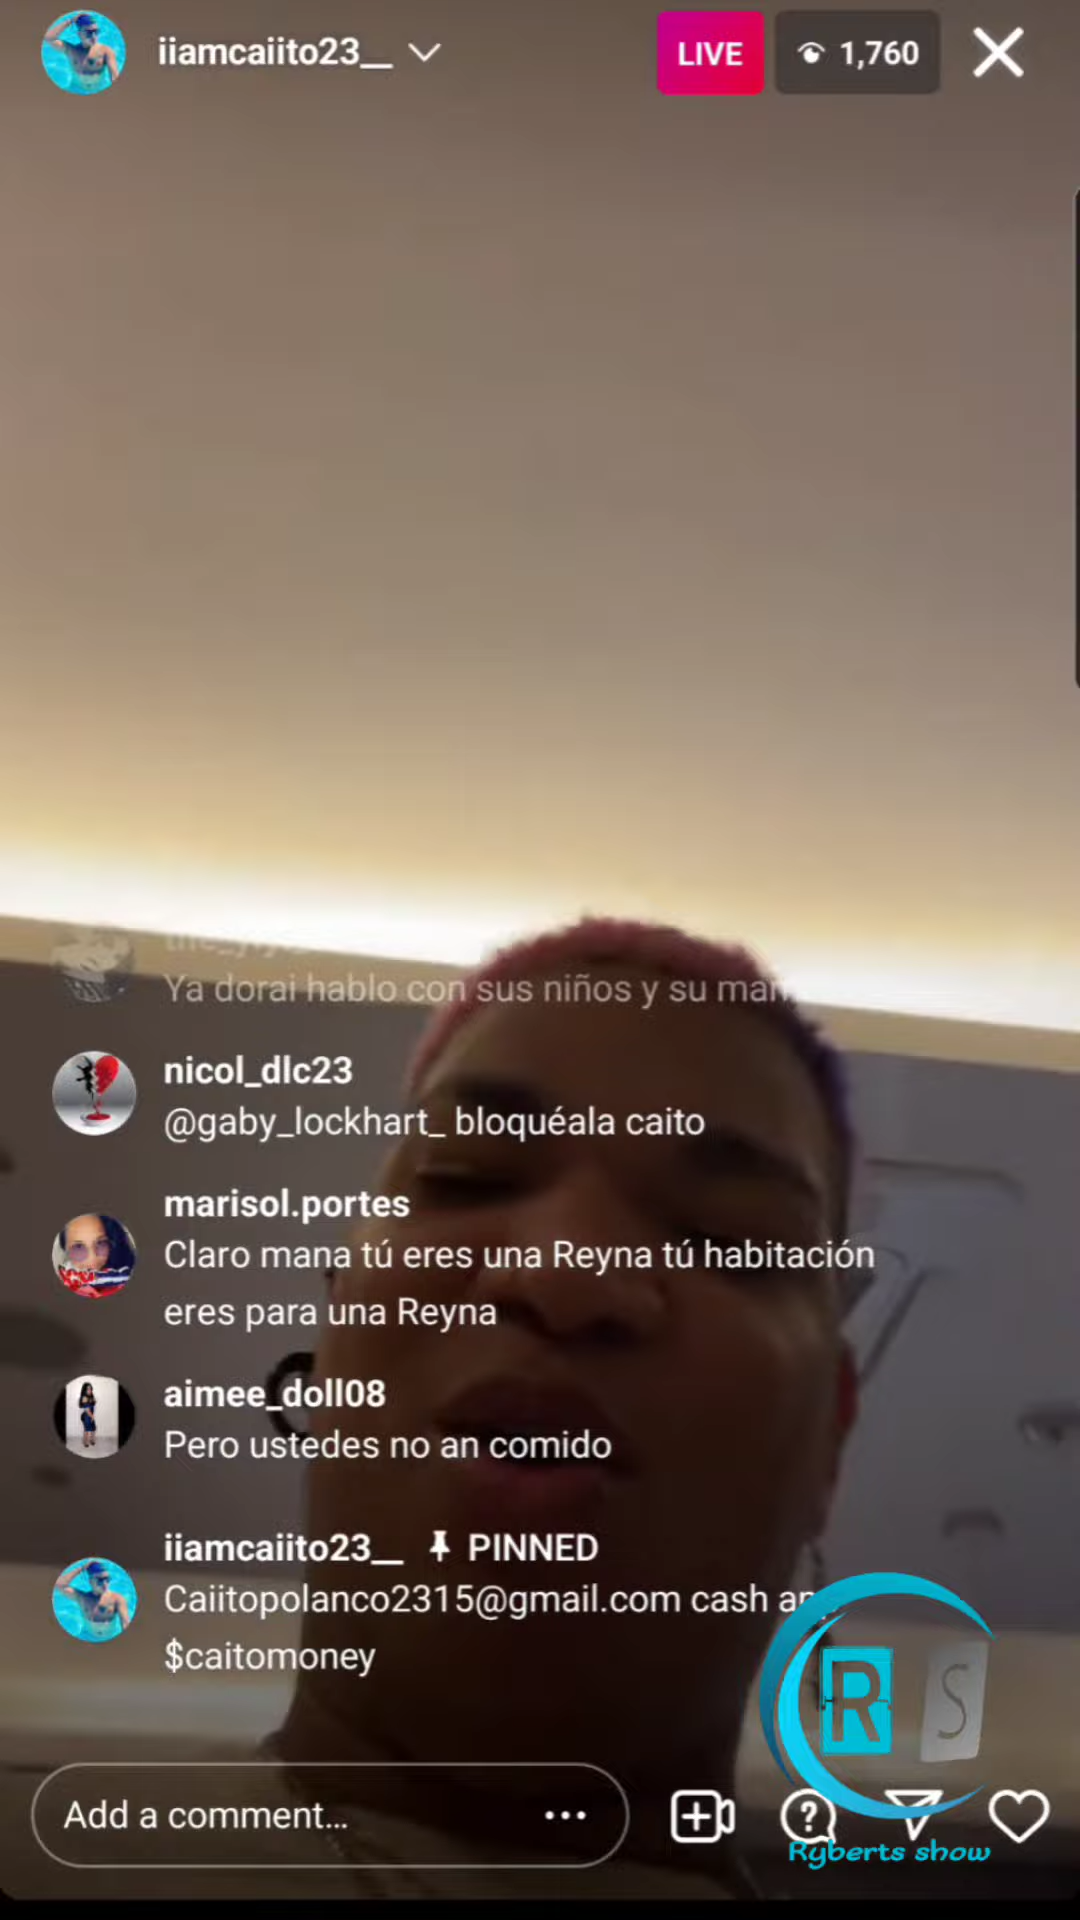 iiamcaiito23__
LIVE
1,760
Ya dorai hablo con sus niños y su
nicol_dlc23
@gaby_lockhart_ bloquéala caito
marisol.portes
Claro mana tú eres una Reyna tú habitación
eres para una Reyna
aimee_doll08
Pero ustedes no an comido
iiamcaiito23__ PINNED
Caiitopolanco2315@gmail.com cash
$caitomoney
R S
Add a comment...
Ryberts show